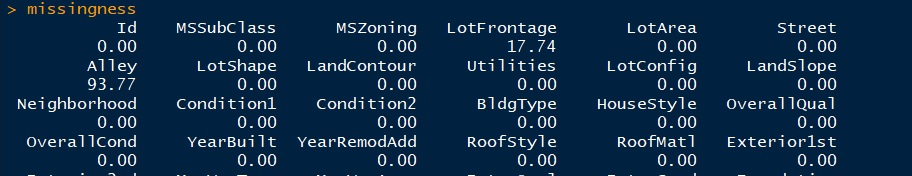 > missingness
Id MSSubClass MSZoning LotFrontage LotArea Street
0.00 0.00 0.00 17.74 0.00 0.00
Alley LotShape LandContour Utilities LotConfig LandSlope
93.77 0.00 0.00 0.00 0.00 0.00
Neighborhood Condition1 Condition2 BldgType HouseStyle OverallQual
0.00 0.00 0.00 0.00 0.00 0.00
OverallCond YearBuilt YearRemodAdd RoofStyle RoofMatl Exterior1st
0.00 0.00 0.00 0.00 0.00 0.00